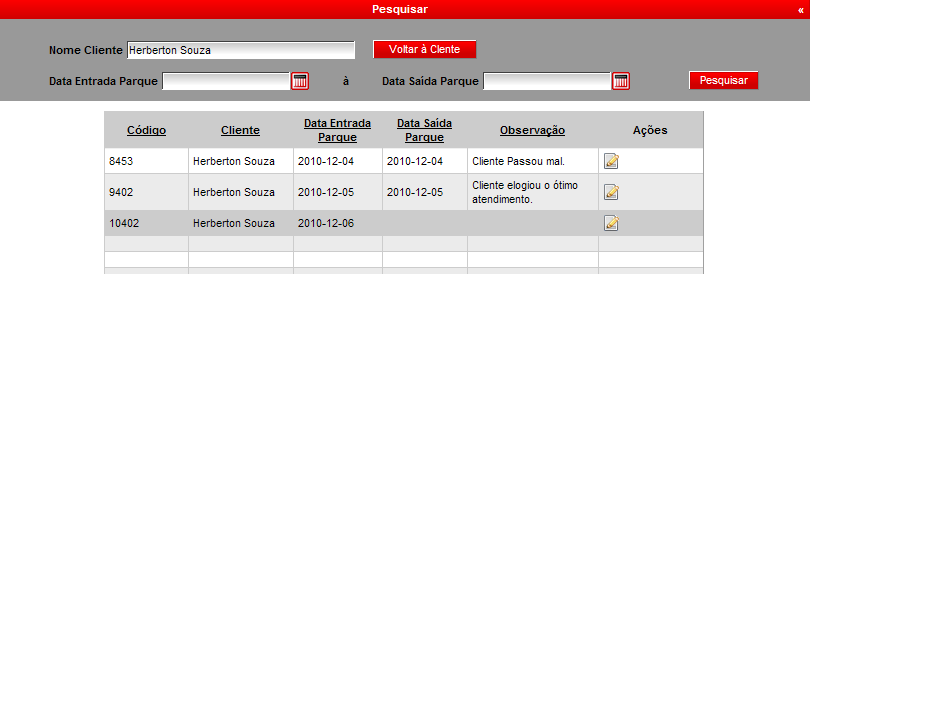 Pesquisar «
Nome Cliente Herberton Souza Voltar à Clente
Data Entrada Parque à Data Saída Parque Pesquisar
Código Cliente Data Entrada Parque Data Saída Parque Observação Ações
8453 Herberton Souza 2010-12-04 2010-12-04 Cliente Passou mal.
9402 Herberton Souza 2010-12-05 2010-12-05 Cliente elogiou o ótimo atendimento.
10402 Herberton Souza 2010-12-06